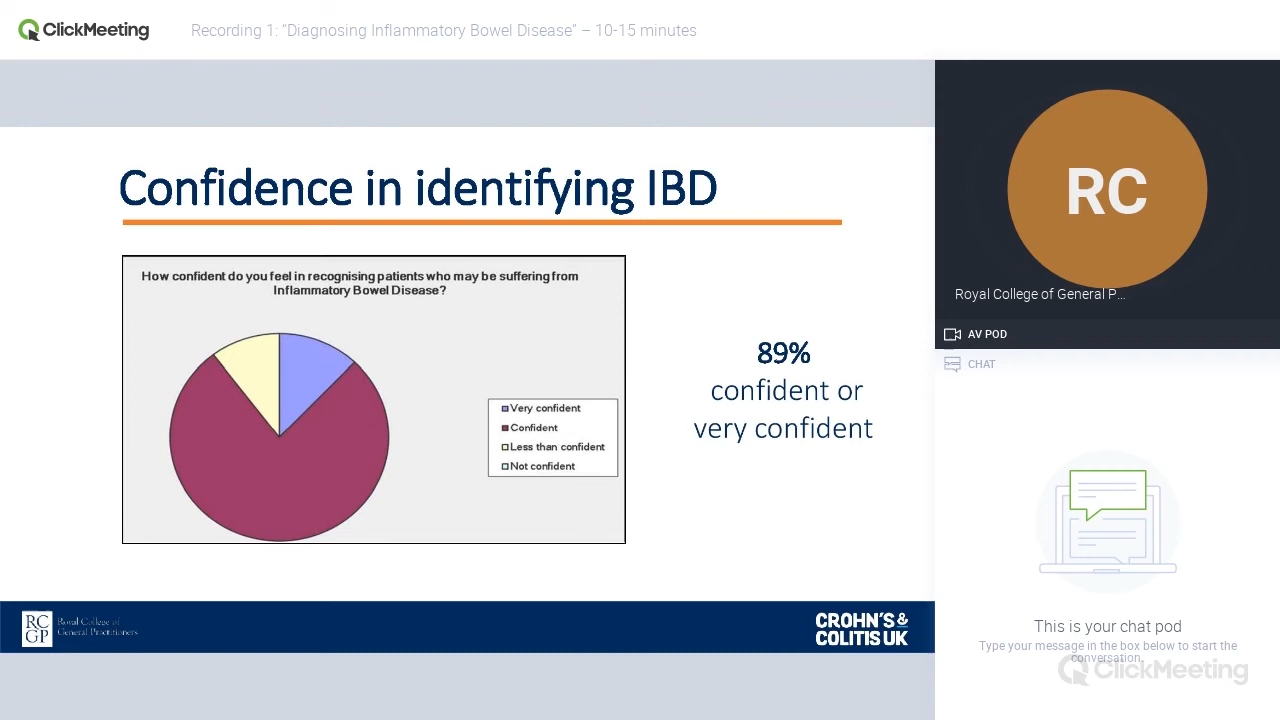 ClickMeeting
Recording 1: "Diagnosing Inflammatory Bowel Disease" – 10-15 minutes
Confidence in identifying IBD
How confident do you feel in recognising patients who may be suffering from
Inflammatory Bowel Disease?
Very confident
Confident
Less than confident
Not confident
89%
confident or
very confident
RC
GP
Royal College of
General Practitioners
CROHN'S &
COLITIS UK
RC
Royal College of General P...
AV POD
CHAT
This is your chat pod
Type your message in the box below to start the
conversation.
ClickMeeting